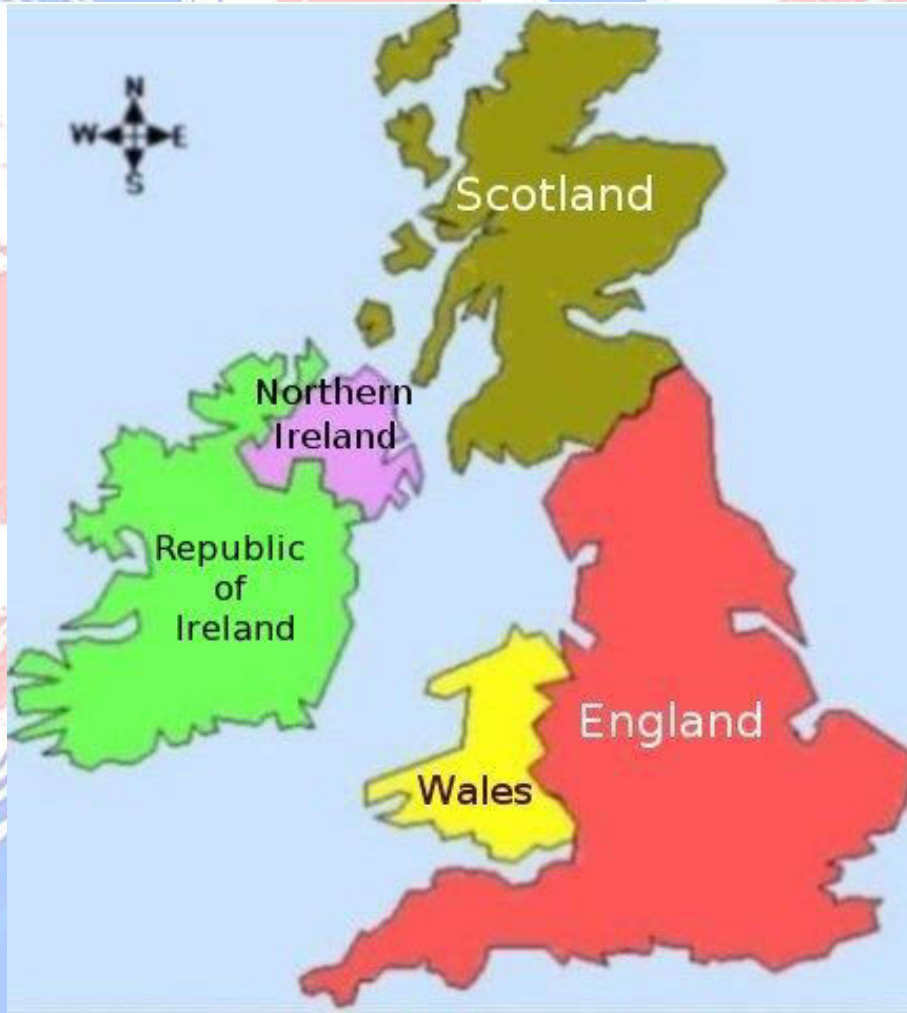 N
W E
S
Scotland
Northern
Ireland
Republic
of
Ireland
England
Wales